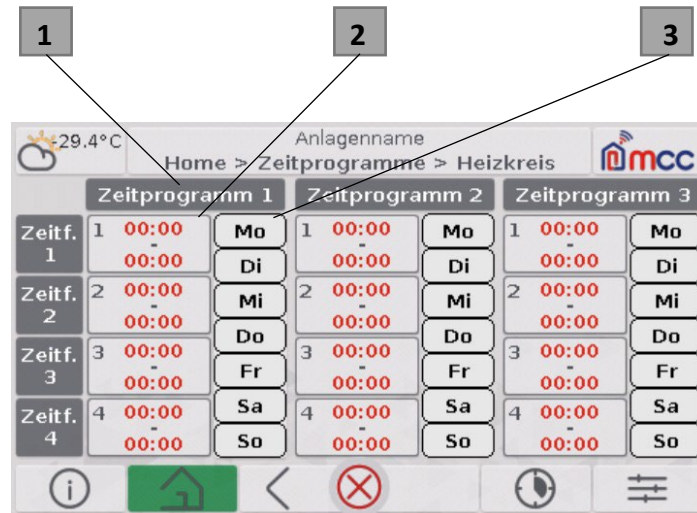 1 2 3
-29.4°C Anlagenname
Home > Zeitprogramme > Heizkreis
mcc
Zeitprogramm 1 Zeitprogramm 2 Zeitprogramm 3
Zeitf. 1 1 00:00 - 00:00 Mo Di 1 00:00 - 00:00 Mo Di 1 00:00 - 00:00 Mo Di
Zeitf. 2 2 00:00 - 00:00 Mi Do 2 00:00 - 00:00 Mi Do 2 00:00 - 00:00 Mi Do
Zeitf. 3 3 00:00 - 00:00 Fr 3 00:00 - 00:00 Fr 3 00:00 - 00:00 Fr
Zeitf. 4 4 00:00 - 00:00 Sa So 4 00:00 - 00:00 Sa So 4 00:00 - 00:00 Sa So
i